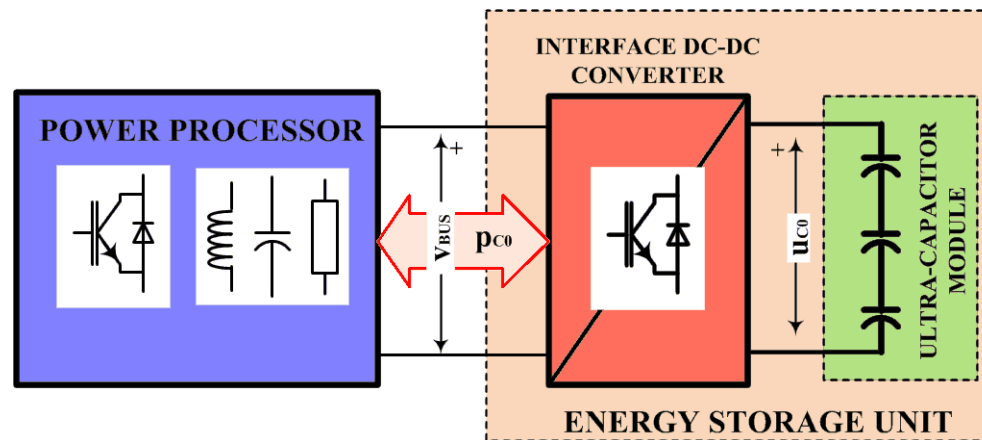 POWER PROCESSOR
+
vBUS
pC0
INTERFACE DC-DC
CONVERTER
+
uC0
ULTRA-CAPACITOR
MODULE
ENERGY STORAGE UNIT